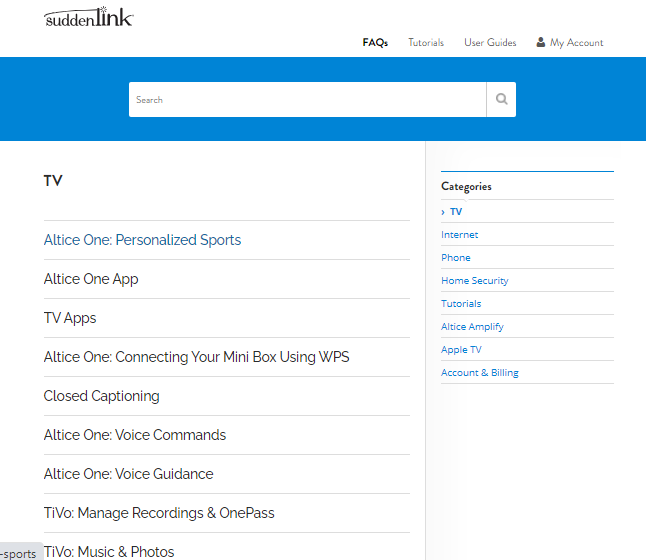 suddenlink
FAQs Tutorials User Guides My Account
Search
TV
Altice One: Personalized Sports
Altice One App
TV Apps
Altice One: Connecting Your Mini Box Using WPS
Closed Captioning
Altice One: Voice Commands
Altice One: Voice Guidance
TiVo: Manage Recordings & OnePass
TiVo: Music & Photos
Categories
› TV
Internet
Phone
Home Security
Tutorials
Altice Amplify
Apple TV
Account & Billing
-sports